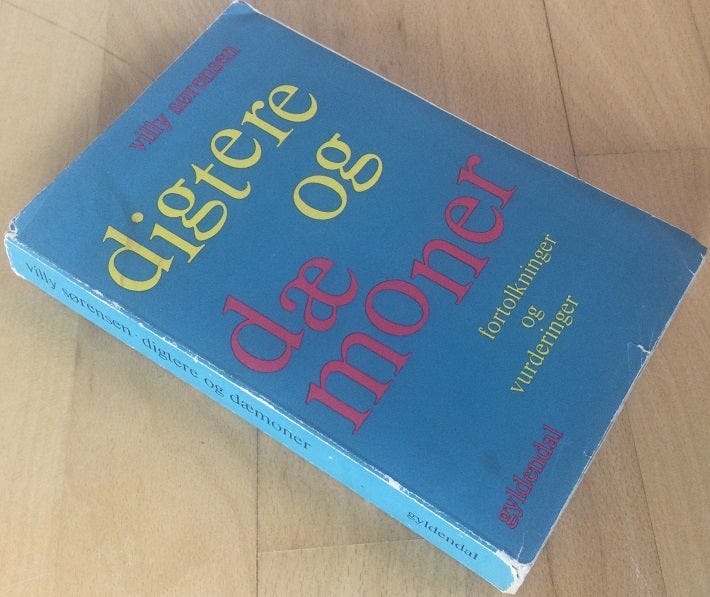 villy sørensen
digtere
og
dæ
moner
fortolkninger
og
vurderinger
gyldendal
villy sørensen · digtere og dæmoner
gyldendal